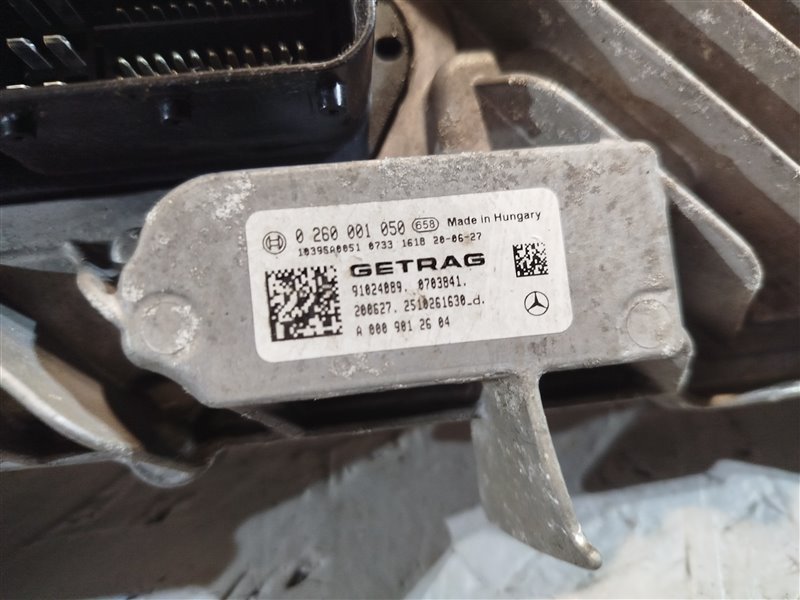 0 260 001 050 658 Made in Hungary
1039SA0051 0733 1618 20-06-27
GETRAG
91024089. 0703841.
200627. 2510261630_d.
A 000 901 26 04